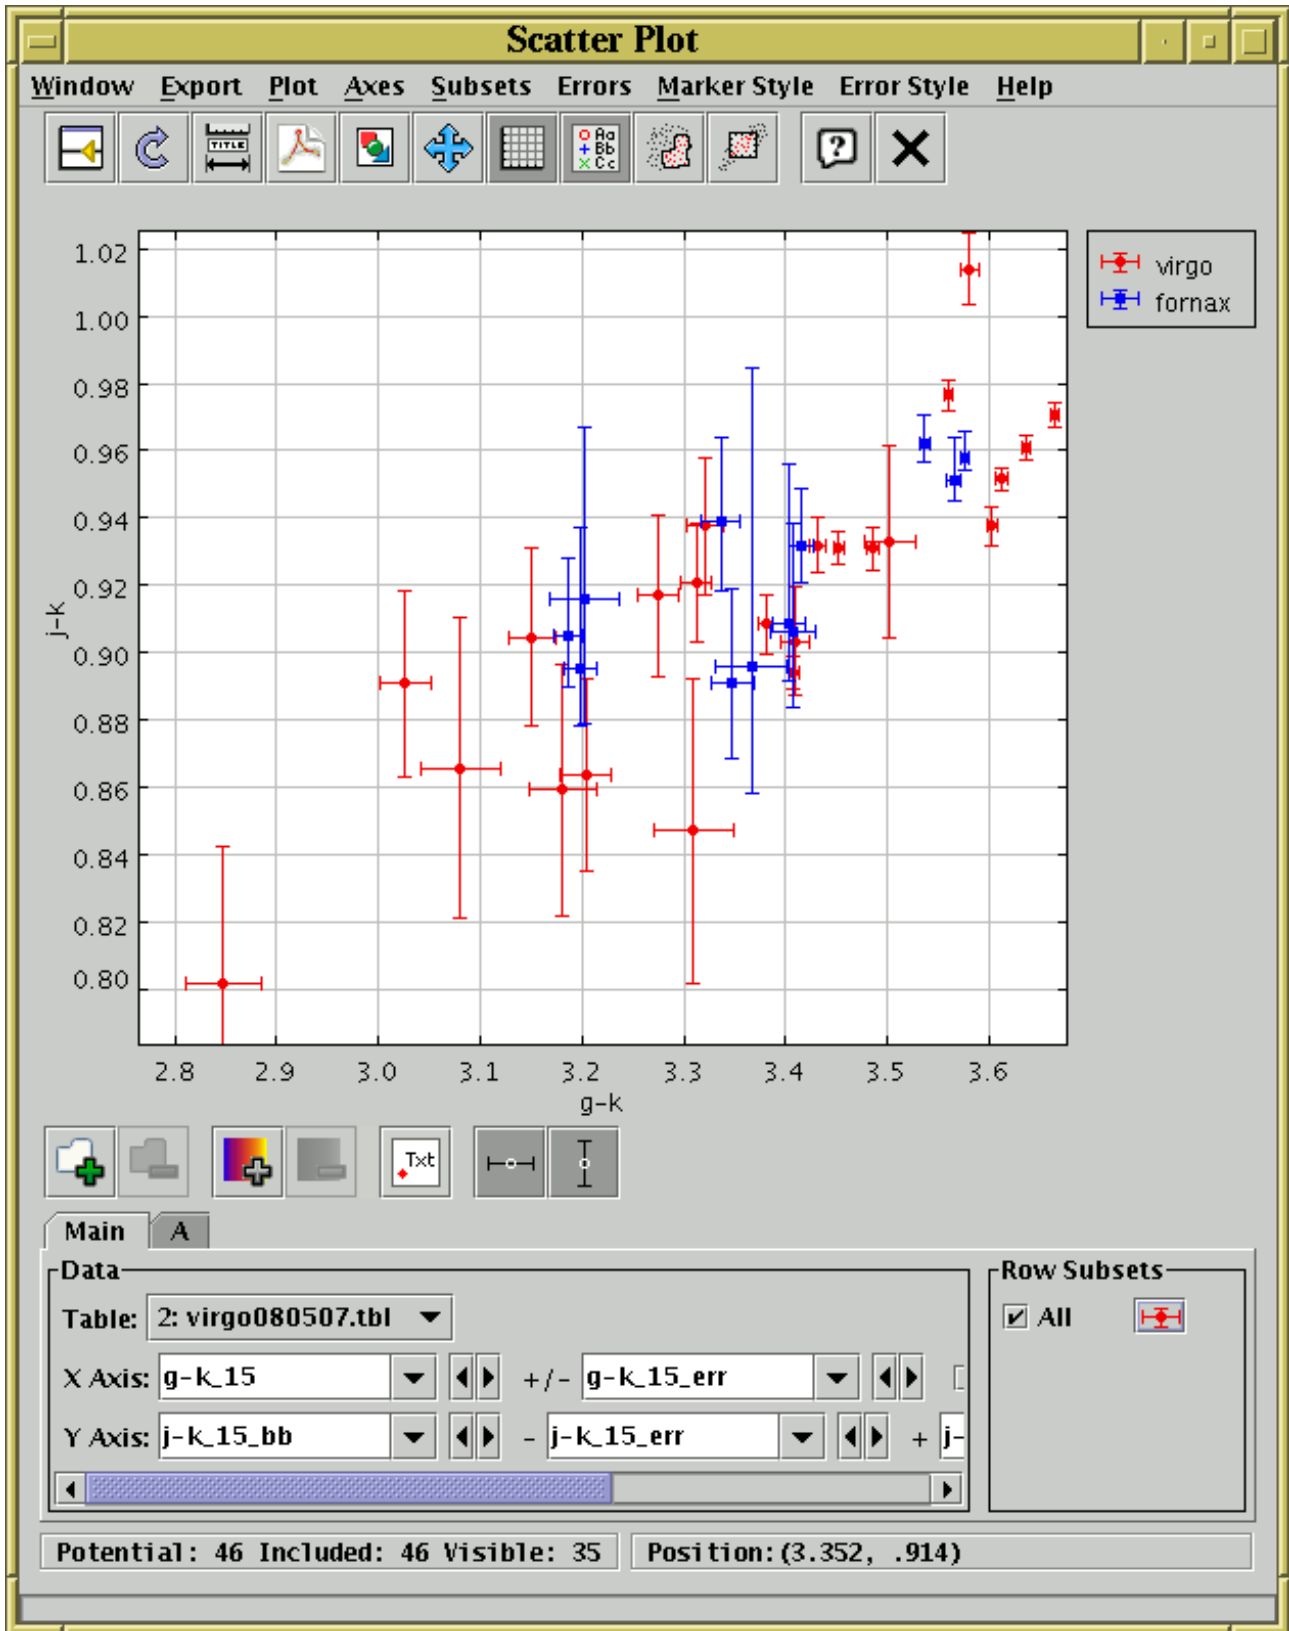 Scatter Plot
Window Export Plot Axes Subsets Errors Marker Style Error Style Help
TITLE
Aa
Bb
Cc
?
1.02
1.00
0.98
0.96
0.94
0.92
0.90
0.88
0.86
0.84
0.82
0.80
j-k
virgo
fornax
2.8 2.9 3.0 3.1 3.2 3.3 3.4 3.5 3.6
g-k
Txt
Main A
Data
Table: 2: virgo080507.tbl
X Axis: g-k_15 +/- g-k_15_err
Y Axis: j-k_15_bb - j-k_15_err + j-
Row Subsets
All
Potential: 46 Included: 46 Visible: 35 Position:(3.352, .914)